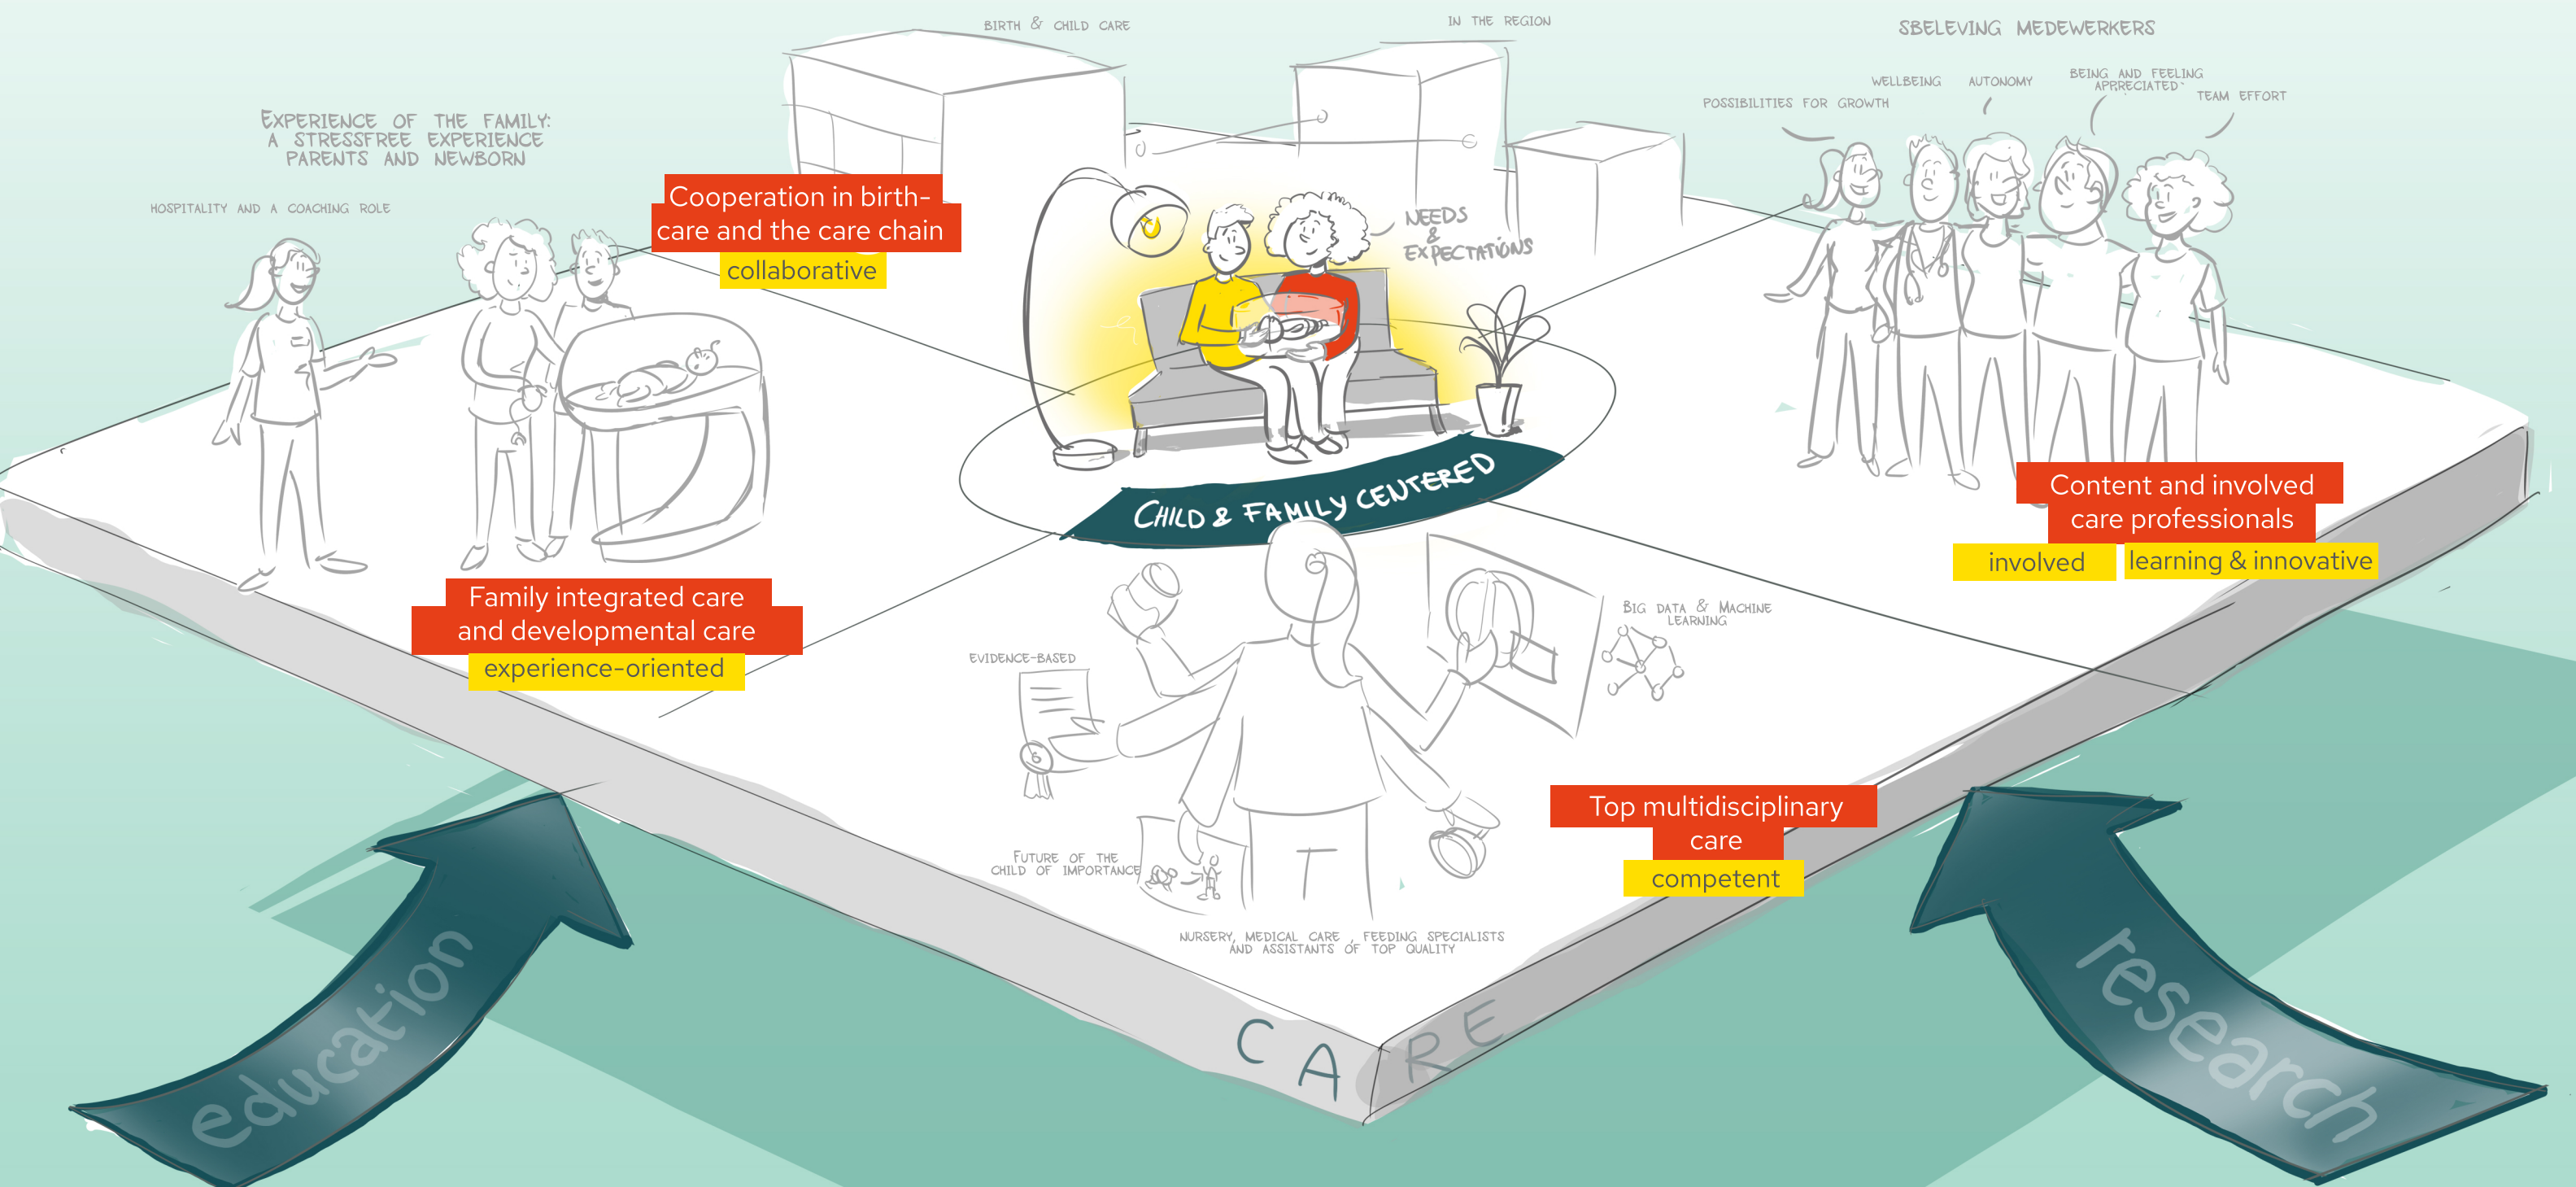 BIRTH & CHILD CARE
IN THE REGION
SBELEVING MEDEWERKERS
WELLBEING
AUTONOMY
BEING AND FEELING
APPRECIATED
POSSIBILITIES FOR GROWTH
TEAM EFFORT
EXPERIENCE OF THE FAMILY:
A STRESSFREE EXPERIENCE
PARENTS AND NEWBORN
HOSPITALITY AND A COACHING ROLE
Cooperation in birth-
care and the care chain
collaborative
NEEDS
&
EXPECTATIONS
CHILD & FAMILY CENTERED
Content and involved
care professionals
involved
learning & innovative
Family integrated care
and developmental care
experience-oriented
EVIDENCE-BASED
BIG DATA & MACHINE
LEARNING
Top multidisciplinary
care
competent
FUTURE OF THE
CHILD OF IMPORTANCE
NURSERY, MEDICAL CARE , FEEDING SPECIALISTS
AND ASSISTANTS OF TOP QUALITY
CARE
education
research